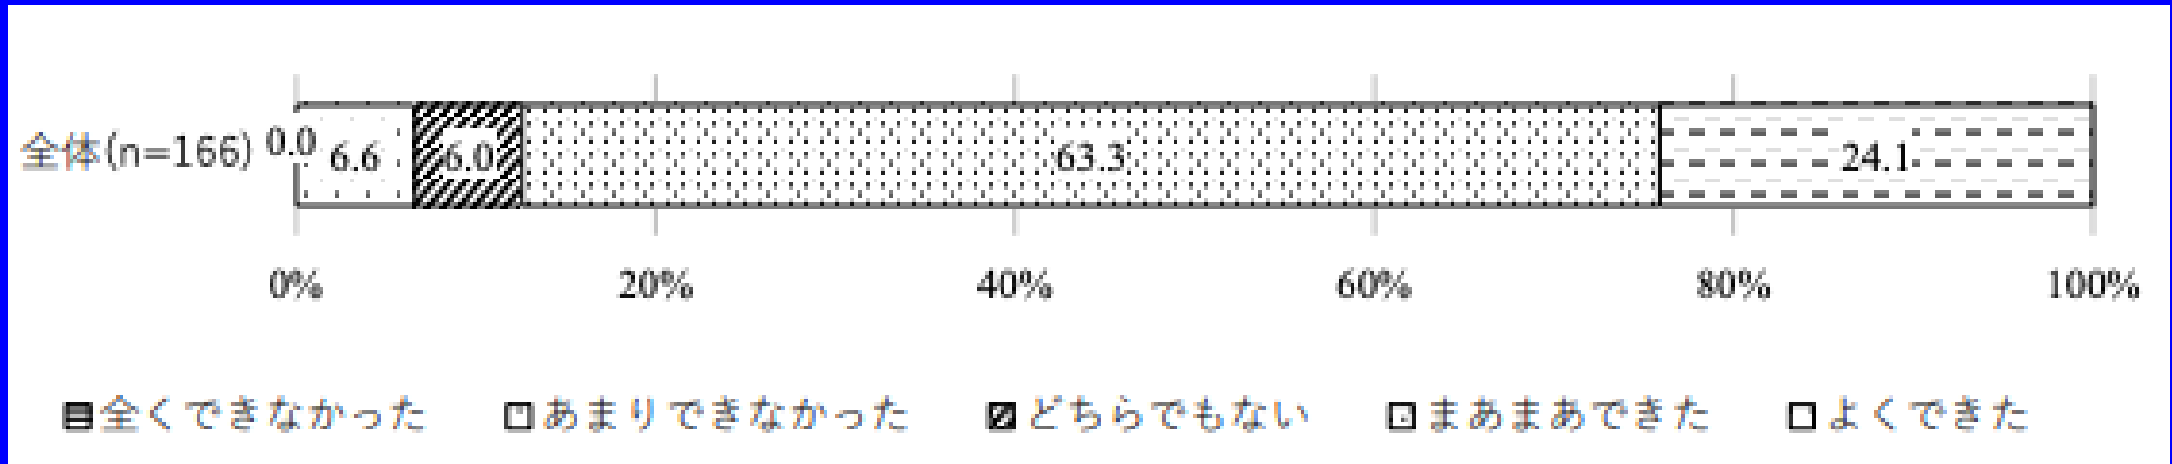 全体(n=166) 0.0 6.6 6.0 63.3 24.1
0% 20% 40% 60% 80% 100%
全くできなかった あまりできなかった どちらでもない まあまあできた よくできた